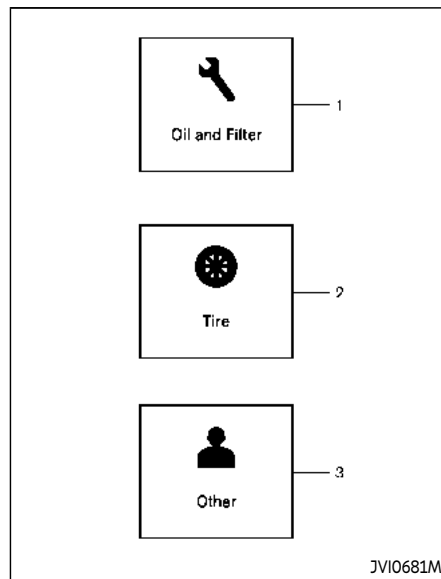 Oil and Filter
1
Tire
2
Other
3
JVI0681M